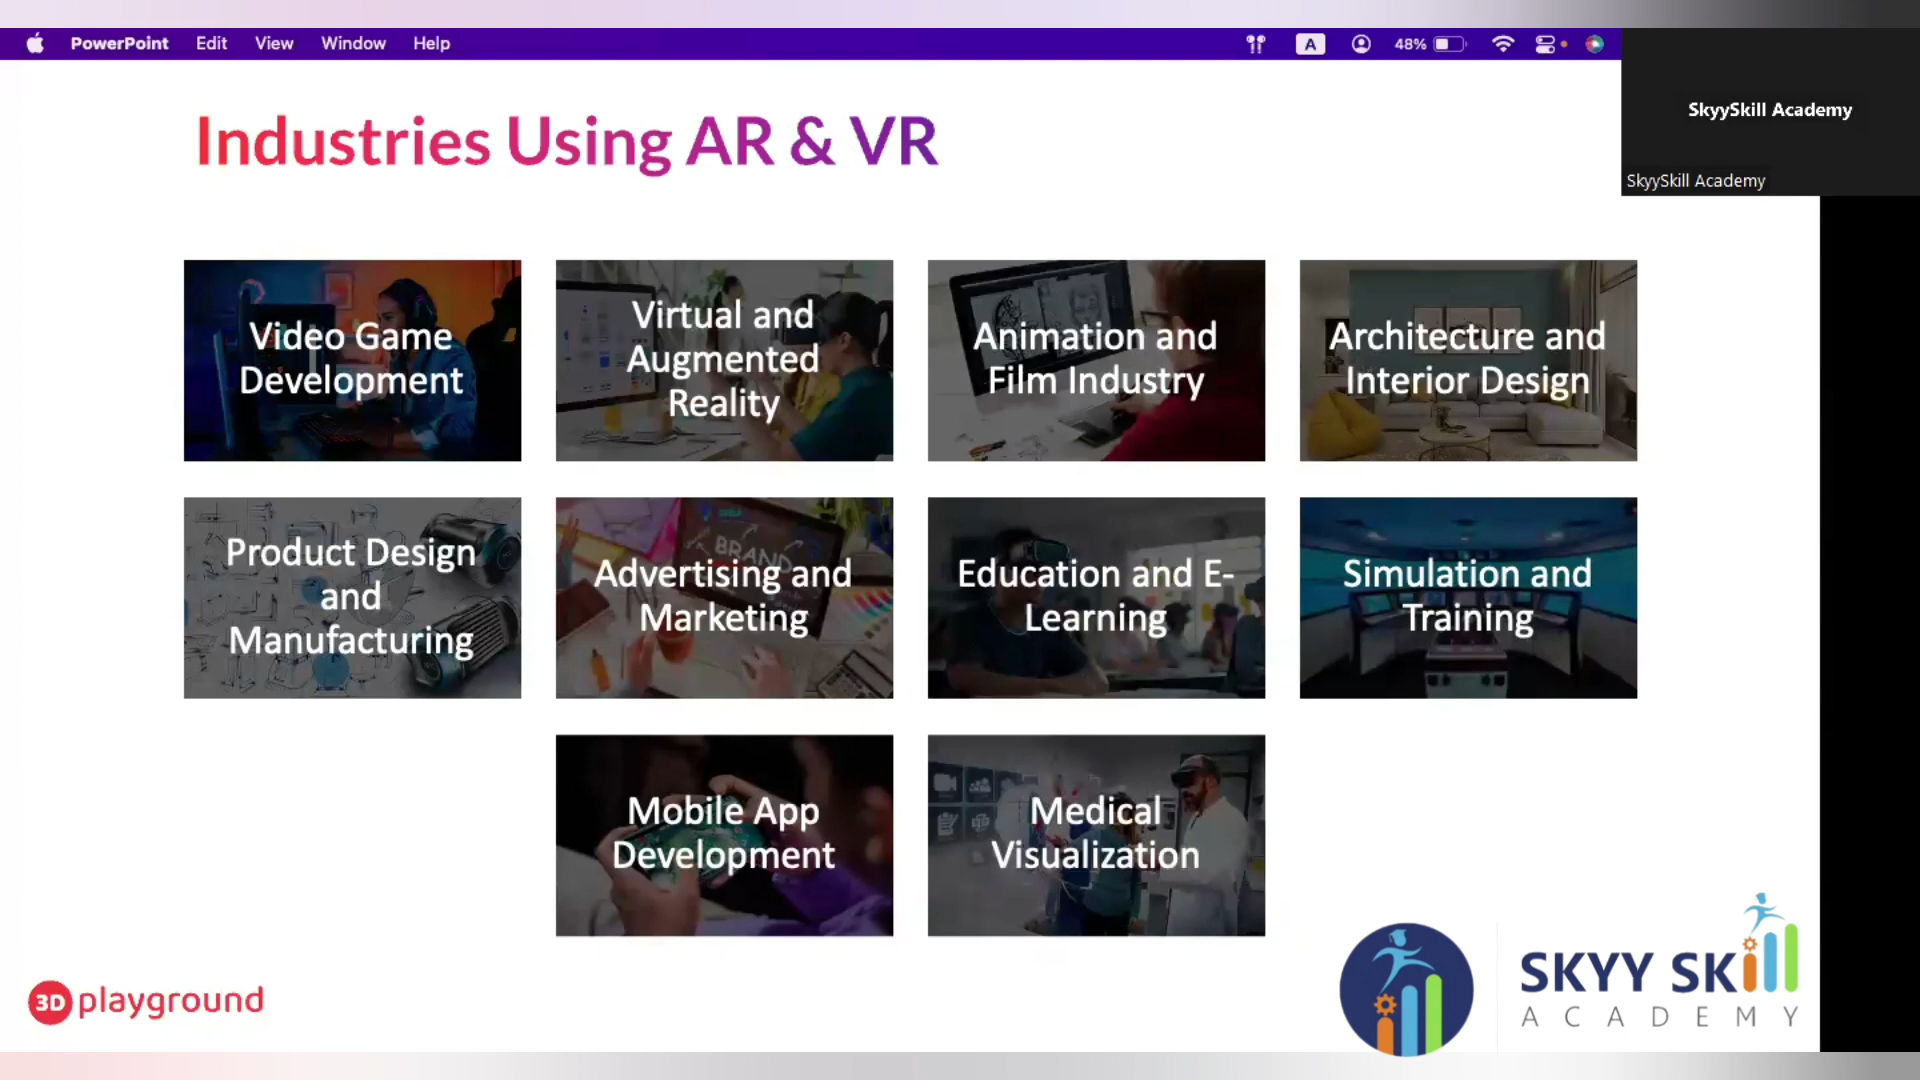 PowerPoint Edit View Window Help A 48%
SkyySkill Academy
SkyySkill Academy
Industries Using AR & VR
Video Game
Development
Virtual and
Augmented
Reality
Animation and
Film Industry
Architecture and
Interior Design
Product Design
and
Manufacturing
BRAND
Advertising and
Marketing
Education and E-
Learning
Simulation and
Training
Mobile App
Development
Medical
Visualization
3D playground
SKYY SKill
ACADEMY